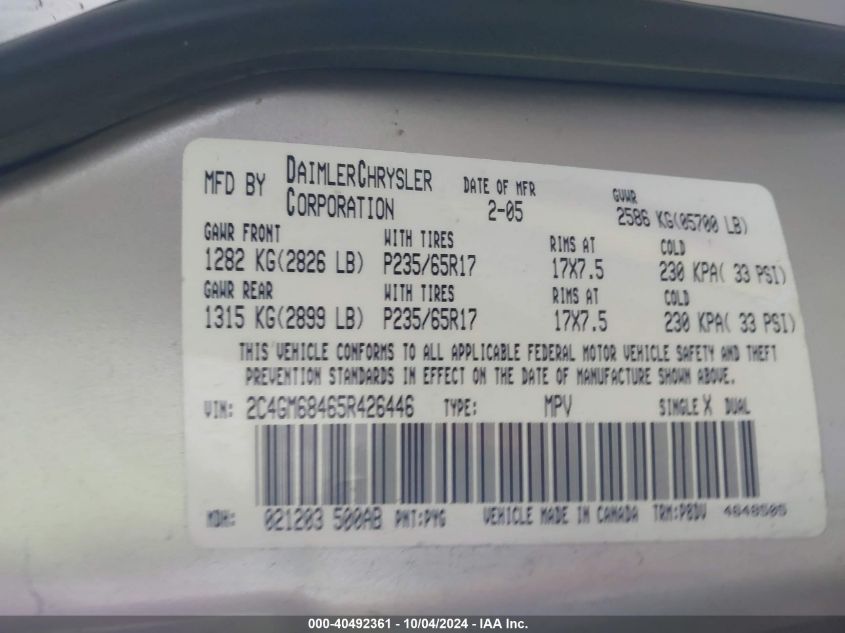 MFD BY DAIMLERCHRYSLER CORPORATION DATE OF MFR 2-05 GVWR 2586 KG(05700 LB)
GAWR FRONT WITH TIRES RIMS AT COLD
1282 KG(2826 LB) P235/65R17 17X7.5 230 KPA( 33 PSI)
GAWR REAR WITH TIRES RIMS AT COLD
1315 KG(2899 LB) P235/65R17 17X7.5 230 KPA( 33 PSI)
THIS VEHICLE CONFORMS TO ALL APPLICABLE FEDERAL MOTOR VEHICLE SAFETY AND THEFT
PREVENTION STANDARDS IN EFFECT ON THE DATE OF MANUFACTURE SHOWN ABOVE.
VIN: 2C4GM68465R426446 TYPE: MPV SINGLE X DUAL
MDH: 021203 500AB PNT:PYG VEHICLE MADE IN CANADA TRM:P8DV 4648505
000-40492361 - 10/04/2024 - IAA Inc.